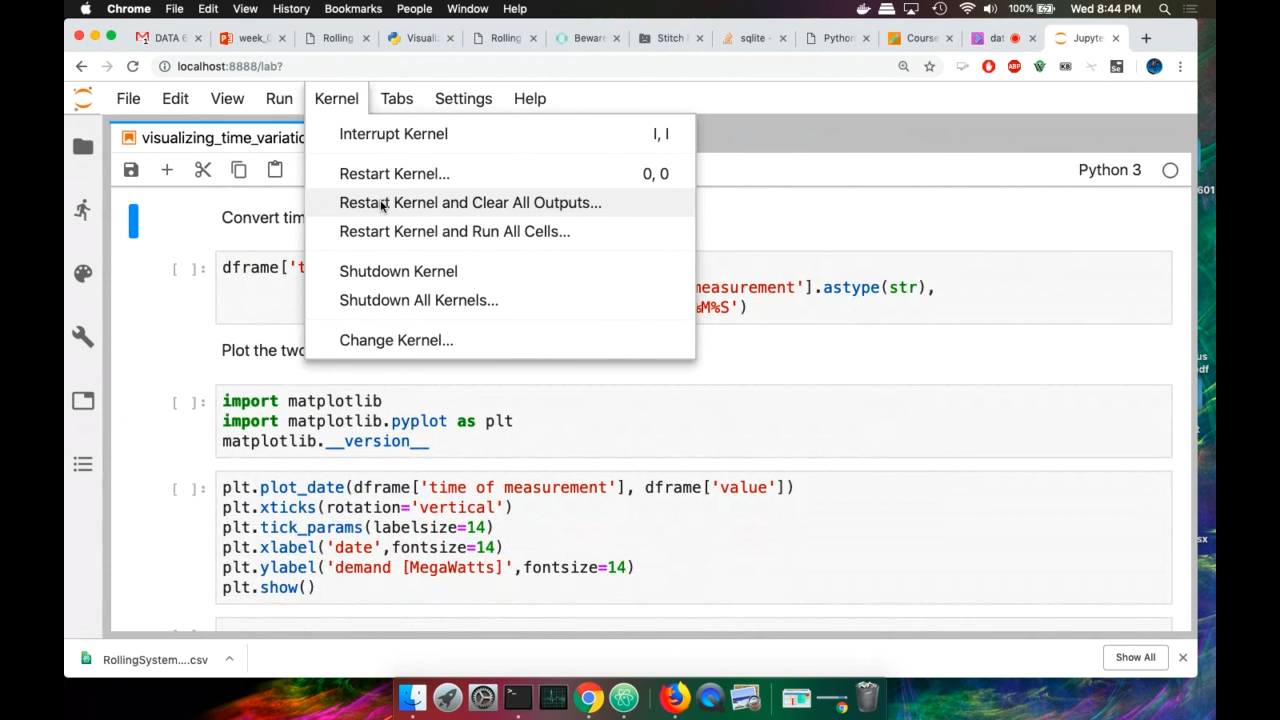 Chrome File Edit View History Bookmarks People Window Help 100% Wed 8:44 PM
DATA 6 week_0 Rolling Visuali Rolling Beware Stitch sqlite - Python Course dat Jupyte
localhost:8888/lab?
File Edit View Run Kernel Tabs Settings Help
visualizing_time_variatio
Interrupt Kernel I, I
Restart Kernel... 0, 0
Restart Kernel and Clear All Outputs...
Restart Kernel and Run All Cells...
Shutdown Kernel
Shutdown All Kernels...
Change Kernel...
Python 3
601
Convert tim
[ ]: dframe['t
measurement'].astype(str),
%M%S')
Plot the two
[ ]: import matplotlib
import matplotlib.pyplot as plt
matplotlib.__version__
[ ]: plt.plot_date(dframe['time of measurement'], dframe['value'])
plt.xticks(rotation='vertical')
plt.tick_params(labelsize=14)
plt.xlabel('date',fontsize=14)
plt.ylabel('demand [MegaWatts]',fontsize=14)
plt.show()
RollingSystem....csv Show All